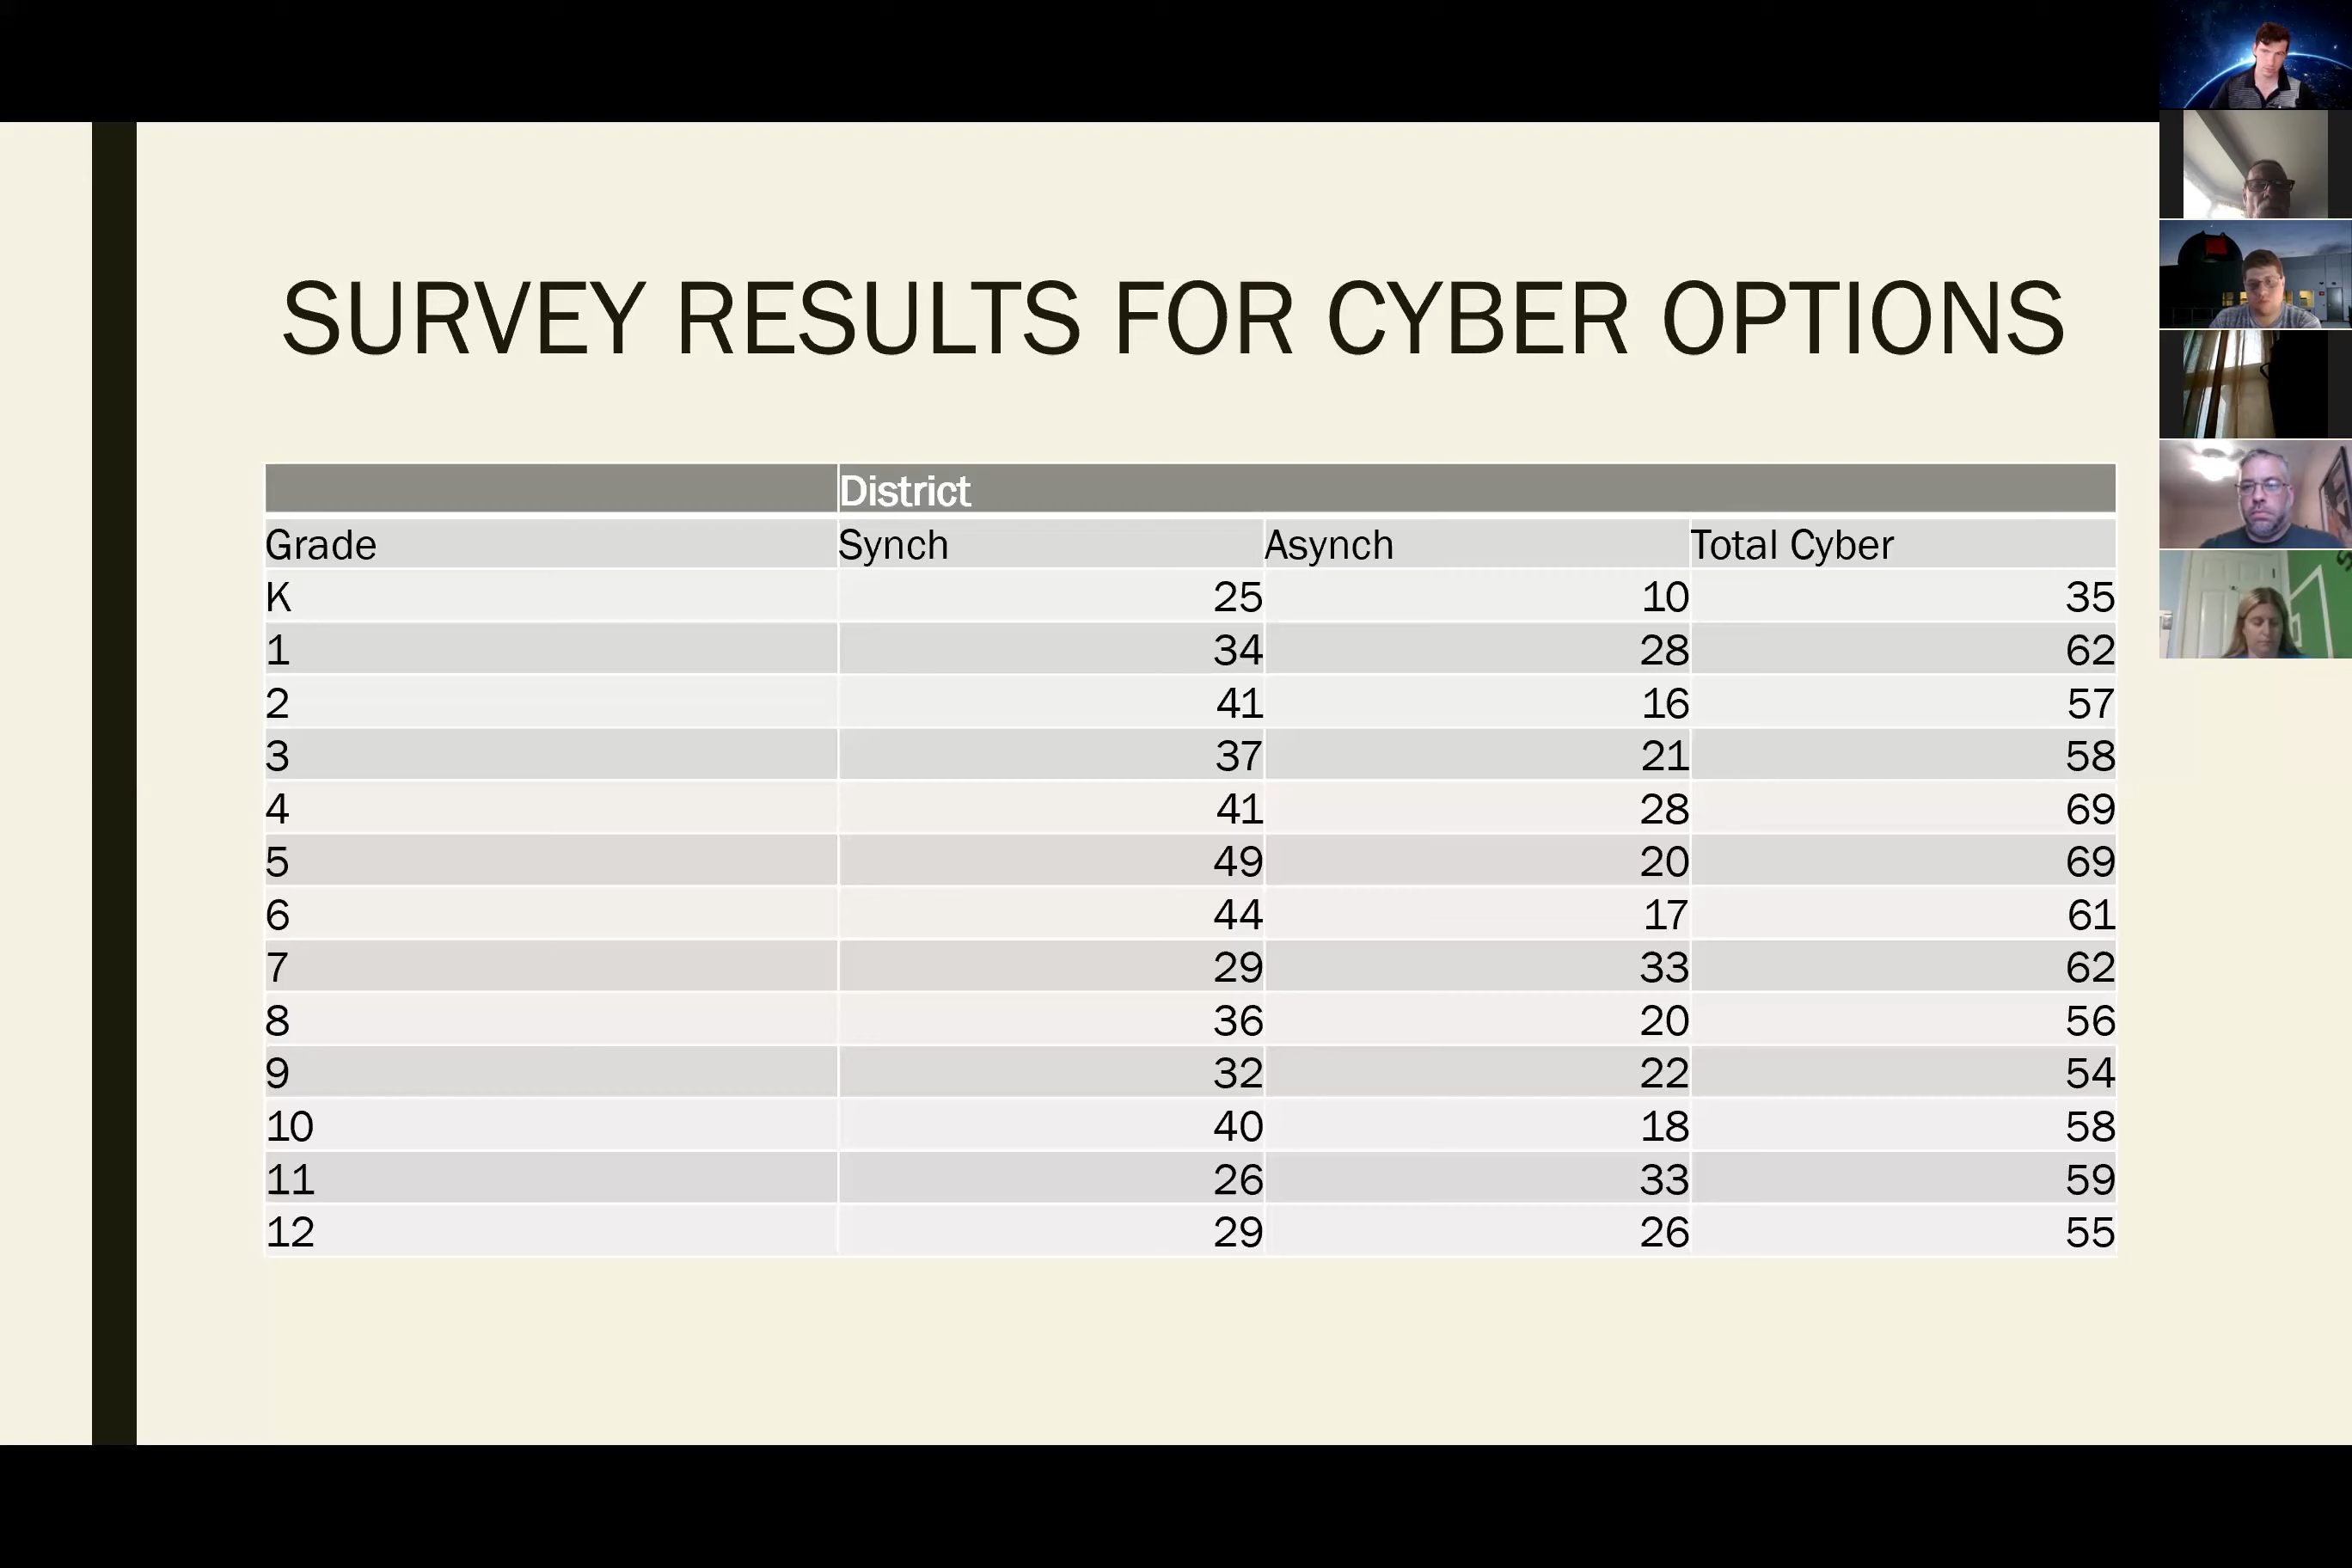 SURVEY RESULTS FOR CYBER OPTIONS
District
Grade Synch Asynch Total Cyber
K 25 10 35
1 34 28 62
2 41 16 57
3 37 21 58
4 41 28 69
5 49 20 69
6 44 17 61
7 29 33 62
8 36 20 56
9 32 22 54
10 40 18 58
11 26 33 59
12 29 26 55